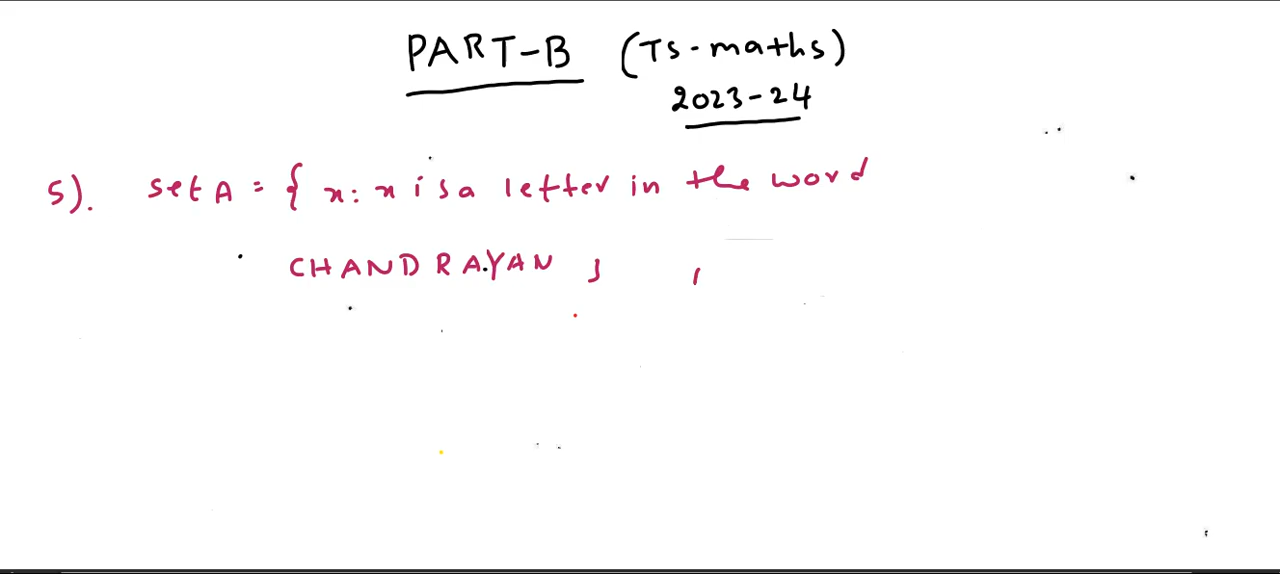 PART-B (TS-maths)
2023-24
5). set A = { x: x is a letter in the word
CHANDRAYAN }